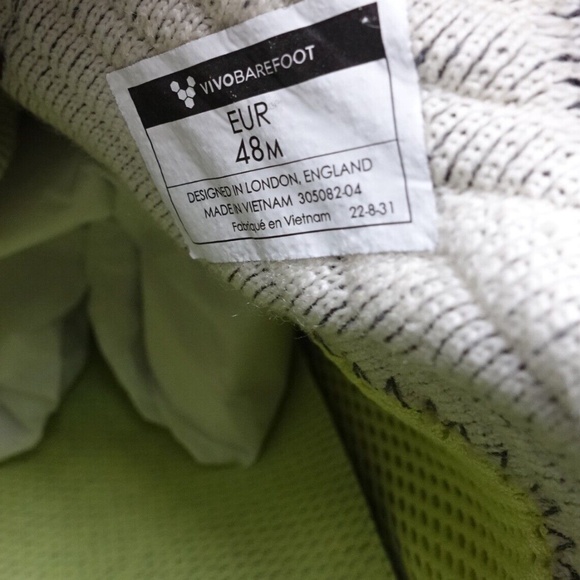 VIVOBAREFOOT
EUR
48M
DESIGNED IN LONDON, ENGLAND
MADE IN VIETNAM 305082-04
Fabriqué en Vietnam 22-8-31